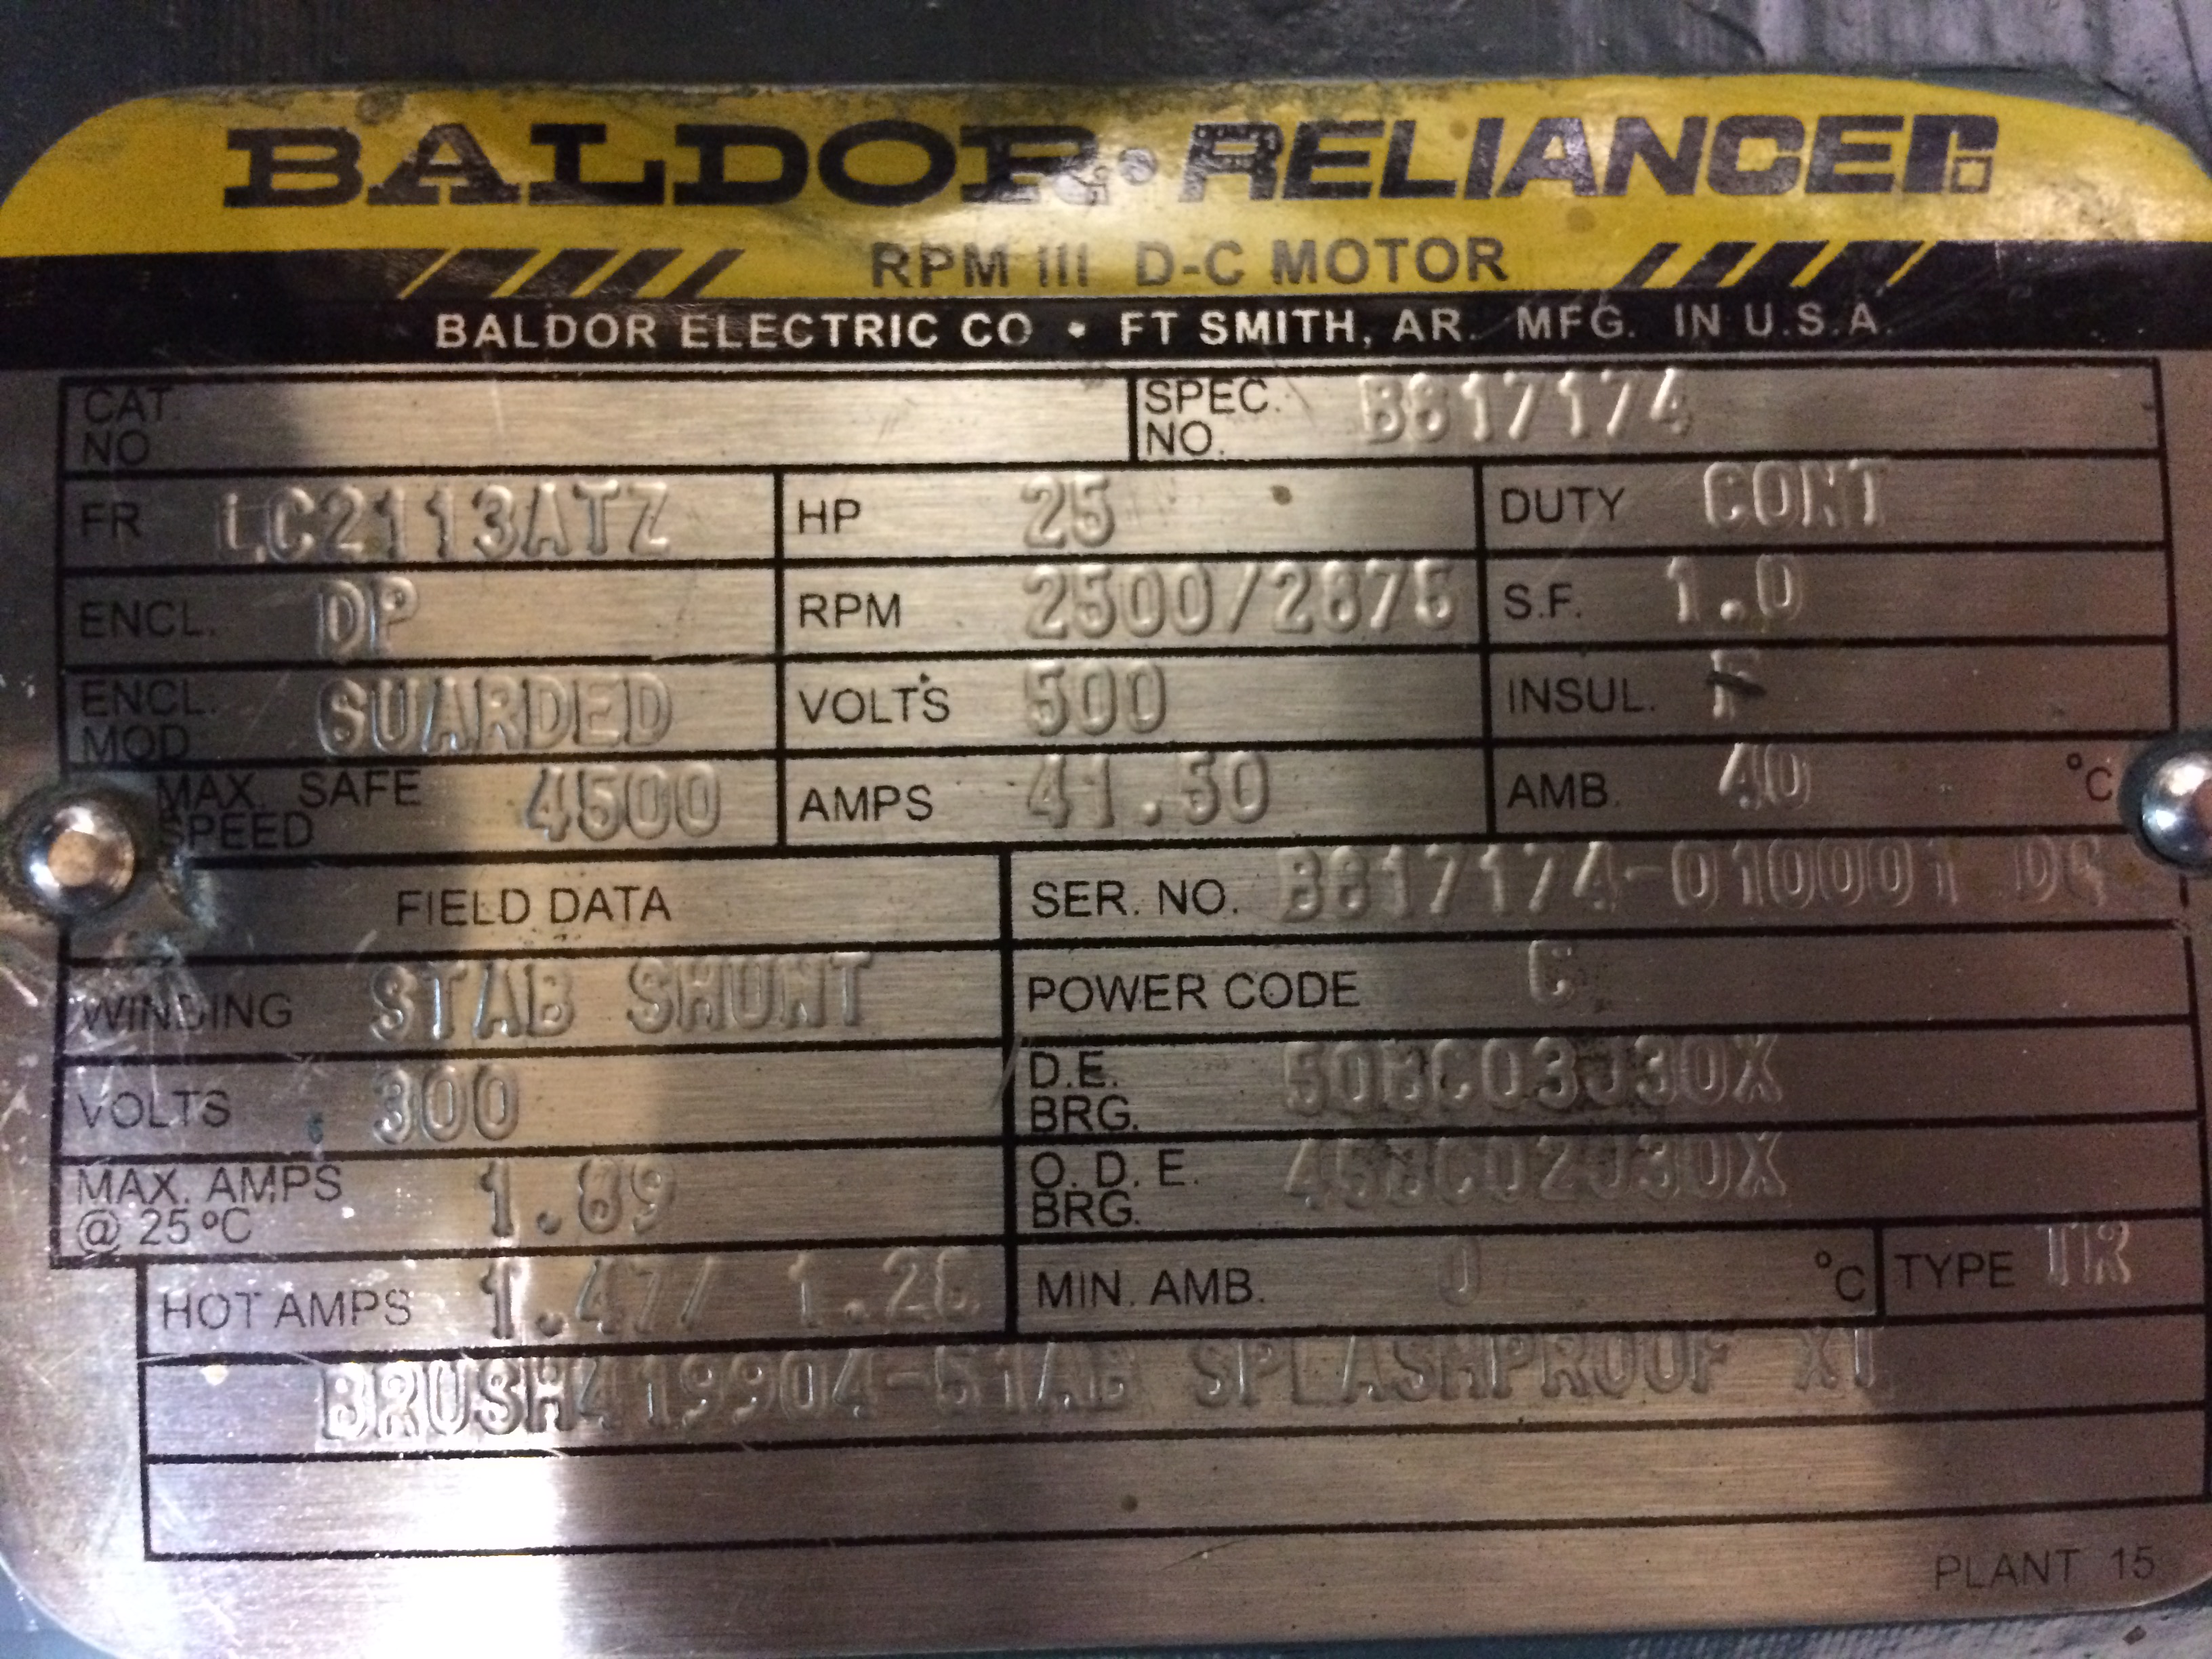 BALDOR • RELIANCE
RPM III D-C MOTOR
BALDOR ELECTRIC CO • FT SMITH, AR. MFG. IN U.S.A.
CAT. NO SPEC. NO. B817174
FR LC2113ATZ HP 25 DUTY CONT
ENCL. DP RPM 2500/2875 S.F. 1.0
ENCL. MOD. GUARDED VOLTS 500 INSUL. F
MAX. SAFE SPEED 4500 AMPS 41.50 AMB. 40 °C
FIELD DATA SER. NO. B817174-010001
WINDING STAB SHUNT POWER CODE C
VOLTS 300 D.E. BRG. 50BC03J30X
MAX. AMPS @ 25 °C 1.89 O.D.E. BRG. 45BC02J30X
HOT AMPS 1.47/ MIN. AMB. 0 °C TYPE TR
BRUSH419904-51AB SPLASHPROOF XT
PLANT 15